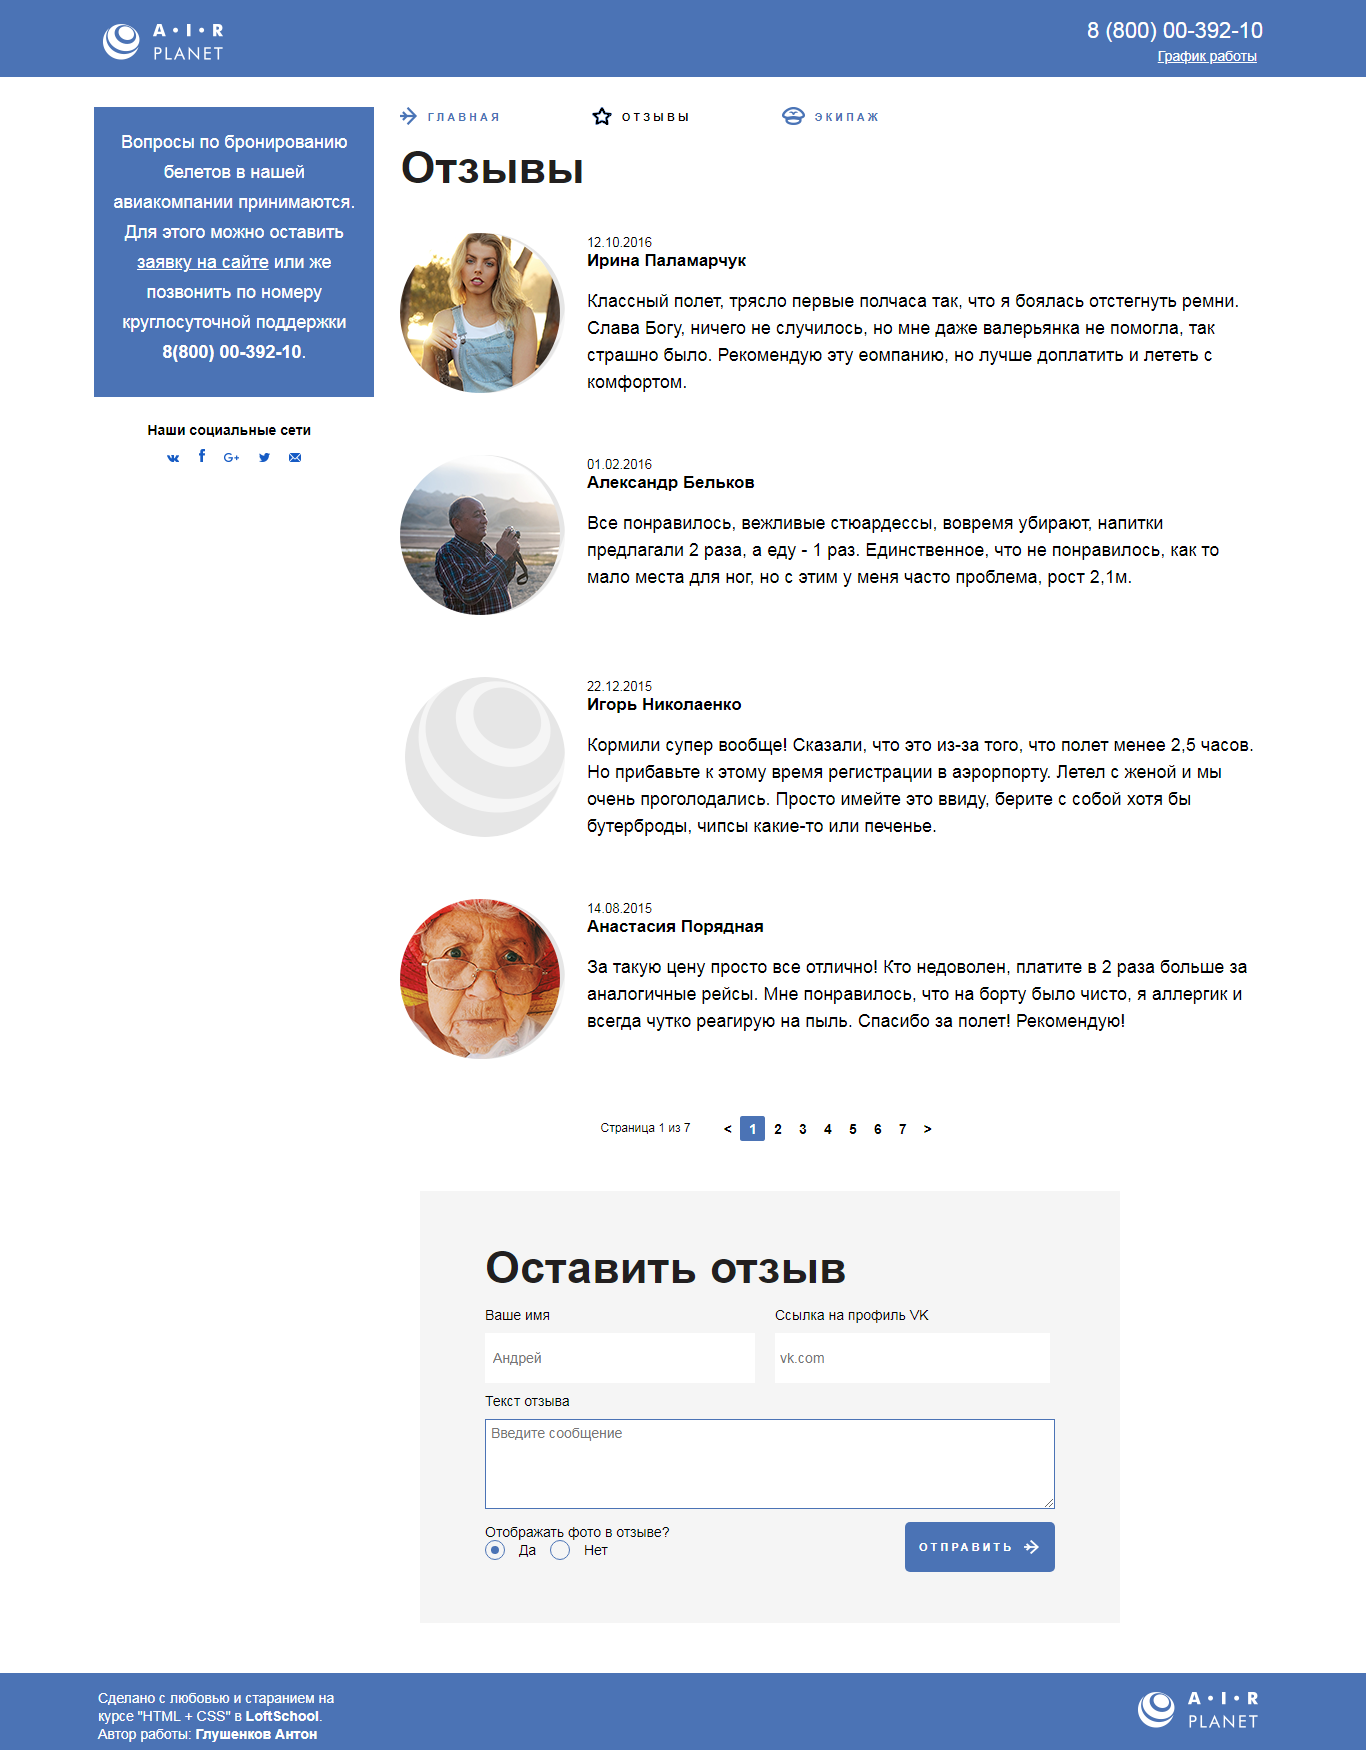 A·I·R
PLANET
8 (800) 00-392-10
График работы
Вопросы по бронированию
белетов в нашей
авиакомпании принимаются.
Для этого можно оставить
заявку на сайте или же
позвонить по номеру
круглосуточной поддержки
8(800) 00-392-10.
Наши социальные сети
G+
ГЛАВНАЯ
ОТЗЫВЫ
ЭКИПАЖ
Отзывы
12.10.2016
Ирина Паламарчук
Классный полет, трясло первые полчаса так, что я боялась отстегнуть ремни.
Слава Богу, ничего не случилось, но мне даже валерьянка не помогла, так
страшно было. Рекомендую эту еомпанию, но лучше доплатить и лететь с
комфортом.
01.02.2016
Александр Бельков
Все понравилось, вежливые стюардессы, вовремя убирают, напитки
предлагали 2 раза, а еду - 1 раз. Единственное, что не понравилось, как то
мало места для ног, но с этим у меня часто проблема, рост 2,1м.
22.12.2015
Игорь Николаенко
Кормили супер вообще! Сказали, что это из-за того, что полет менее 2,5 часов.
Но прибавьте к этому время регистрации в аэрорпорту. Летел с женой и мы
очень проголодались. Просто имейте это ввиду, берите с собой хотя бы
бутерброды, чипсы какие-то или печенье.
14.08.2015
Анастасия Порядная
За такую цену просто все отлично! Кто недоволен, платите в 2 раза больше за
аналогичные рейсы. Мне понравилось, что на борту было чисто, я аллергик и
всегда чутко реагирую на пыль. Спасибо за полет! Рекомендую!
Страница 1 из 7 < 1 2 3 4 5 6 7 >
Оставить отзыв
Ваше имя
Ссылка на профиль VK
Андрей
vk.com
Текст отзыва
Введите сообщение
Отображать фото в отзыве?
Да Нет
ОТПРАВИТЬ
Сделано с любовью и старанием на
курсе "HTML + CSS" в LoftSchool.
Автор работы: Глушенков Антон
A·I·R
PLANET